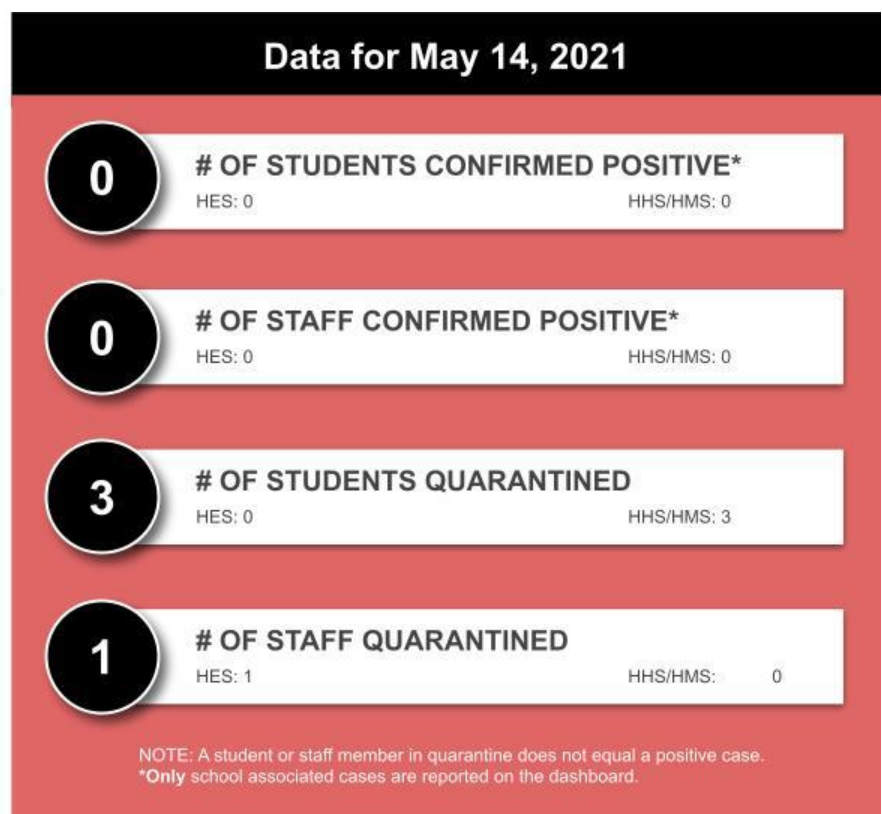 Data for May 14, 2021
0
# OF STUDENTS CONFIRMED POSITIVE*
HES: 0 HHS/HMS: 0
0
# OF STAFF CONFIRMED POSITIVE*
HES: 0 HHS/HMS: 0
3
# OF STUDENTS QUARANTINED
HES: 0 HHS/HMS: 3
1
# OF STAFF QUARANTINED
HES: 1 HHS/HMS: 0
NOTE: A student or staff member in quarantine does not equal a positive case.
*Only school associated cases are reported on the dashboard.